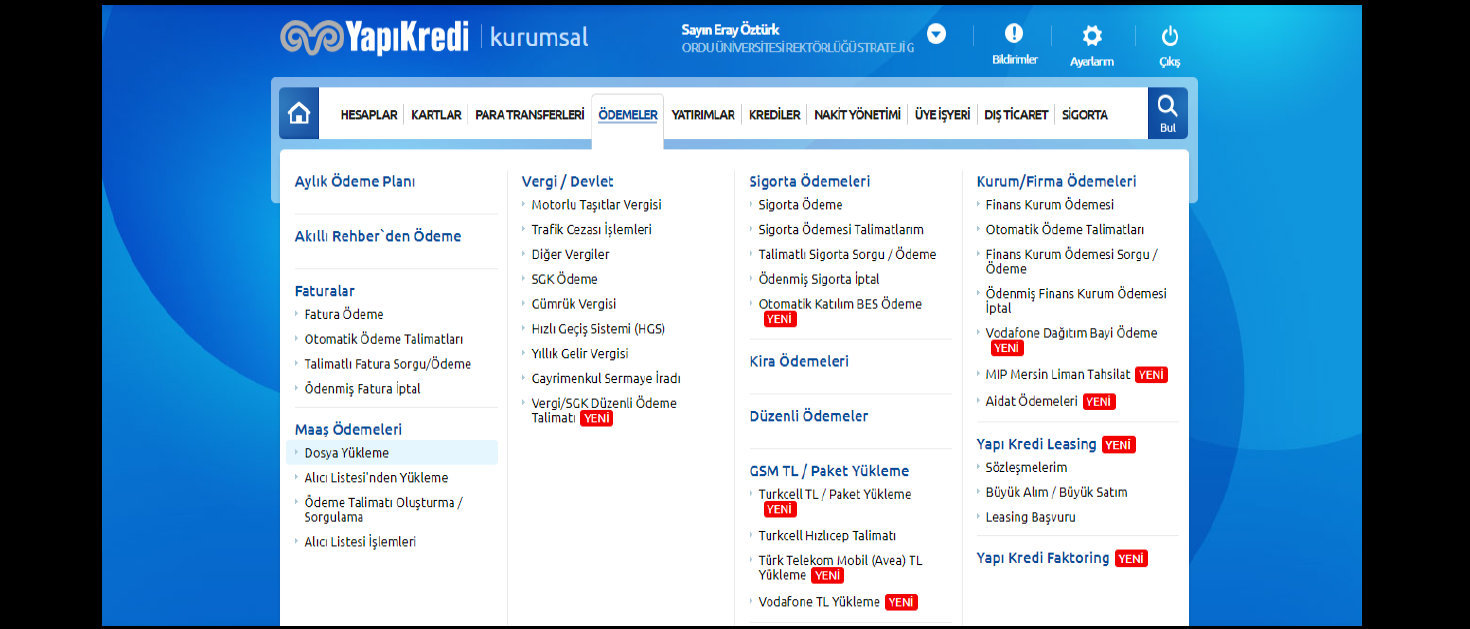 YapıKredi kurumsal
Sayın Eray Öztürk
ORDU ÜNİVERSİTESİ REKTÖRLÜĞÜ STRATEJİ G
Bildirimler
Ayarlarım
Çıkış
HESAPLAR
KARTLAR
PARA TRANSFERLERİ
ÖDEMELER
YATIRIMLAR
KREDİLER
NAKİT YÖNETİMİ
ÜYE İŞYERİ
DIŞ TİCARET
SİGORTA
Bul
Aylık Ödeme Planı
Akıllı Rehber`den Ödeme
Faturalar
Fatura Ödeme
Otomatik Ödeme Talimatları
Talimatlı Fatura Sorgu/Ödeme
Ödenmiş Fatura İptal
Maaş Ödemeleri
Dosya Yükleme
Alıcı Listesi'nden Yükleme
Ödeme Talimatı Oluşturma /
Sorgulama
Alıcı Listesi İşlemleri
Vergi / Devlet
Motorlu Taşıtlar Vergisi
Trafik Cezası İşlemleri
Diğer Vergiler
SGK Ödeme
Gümrük Vergisi
Hızlı Geçiş Sistemi (HGS)
Yıllık Gelir Vergisi
Gayrimenkul Sermaye İradı
Vergi/SGK Düzenli Ödeme
Talimatı YENİ
Sigorta Ödemeleri
Sigorta Ödeme
Sigorta Ödemesi Talimatlarım
Talimatlı Sigorta Sorgu / Ödeme
Ödenmiş Sigorta İptal
Otomatik Katılım BES Ödeme
YENİ
Kira Ödemeleri
Düzenli Ödemeler
GSM TL / Paket Yükleme
Turkcell TL / Paket Yükleme
YENİ
Turkcell Hızlıcep Talimatı
Türk Telekom Mobil (Avea) TL
Yükleme YENİ
Vodafone TL Yükleme YENİ
Kurum/Firma Ödemeleri
Finans Kurum Ödemesi
Otomatik Ödeme Talimatları
Finans Kurum Ödemesi Sorgu /
Ödeme
Ödenmiş Finans Kurum Ödemesi
İptal
Vodafone Dağıtım Bayi Ödeme
YENİ
MIP Mersin Liman Tahsilat YENİ
Aidat Ödemeleri YENİ
Yapı Kredi Leasing YENİ
Sözleşmelerim
Büyük Alım / Büyük Satım
Leasing Başvuru
Yapı Kredi Faktoring YENİ